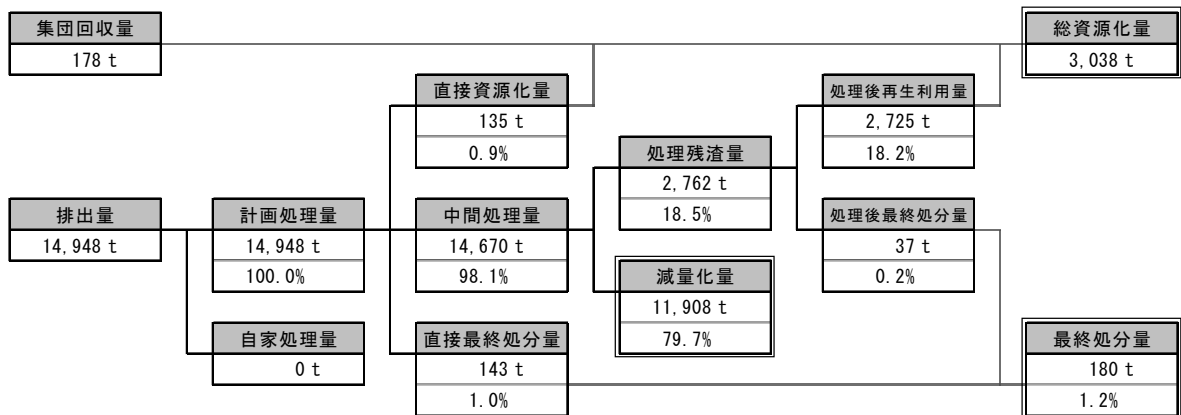 集団回収量
178 t
総資源化量
3,038 t
直接資源化量
135 t
0.9%
処理後再生利用量
2,725 t
18.2%
処理残渣量
2,762 t
18.5%
排出量
14,948 t
計画処理量
14,948 t
100.0%
中間処理量
14,670 t
98.1%
処理後最終処分量
37 t
0.2%
減量化量
11,908 t
79.7%
自家処理量
0 t
直接最終処分量
143 t
1.0%
最終処分量
180 t
1.2%